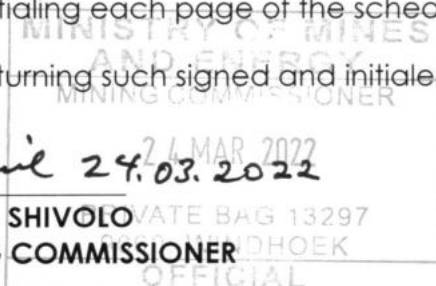 tialing each page of the sched
MINISTRY OF MINES
AND ENERGY
turning such signed and initiale
MINING COMMISSIONER
24 MAR 2022
24.03.2022
SHIVOLO
PRIVATE BAG 13297
COMMISSIONER
WINDHOEK
OFFICIAL